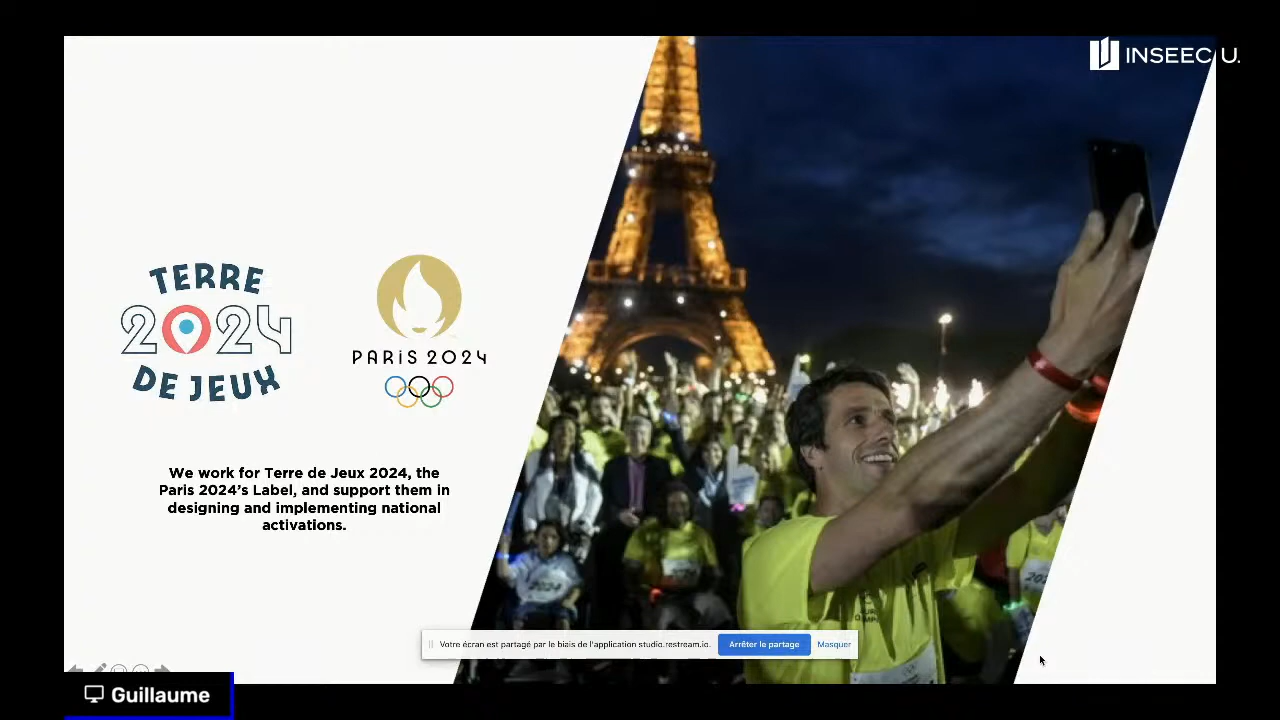 INSEEC U.
TERRE
2024
DE JEUX
PARIS 2024
We work for Terre de Jeux 2024, the
Paris 2024's Label, and support them in
designing and implementing national
activations.
Votre écran est partagé par le biais de l'application studio.restream.io.
Arrêter le partage
Masquer
Guillaume